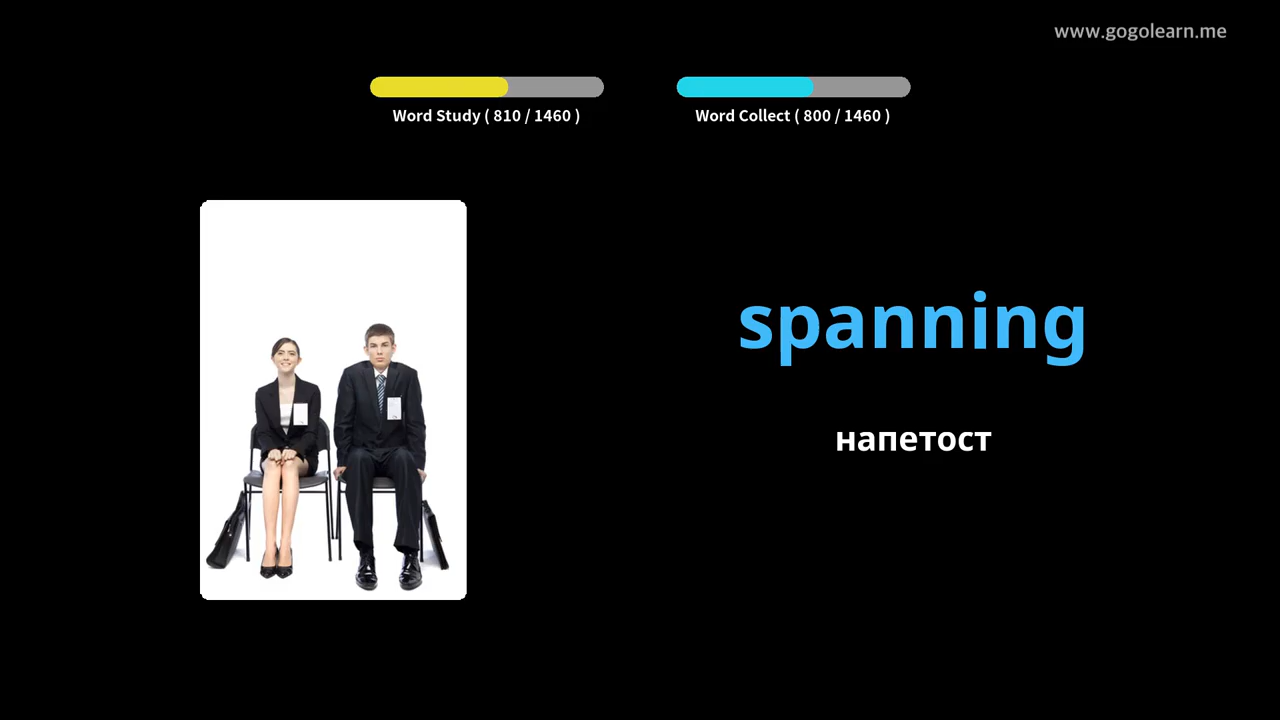 www.gogolearn.me
Word Study ( 810 / 1460 )
Word Collect ( 800 / 1460 )
spanning
напетост